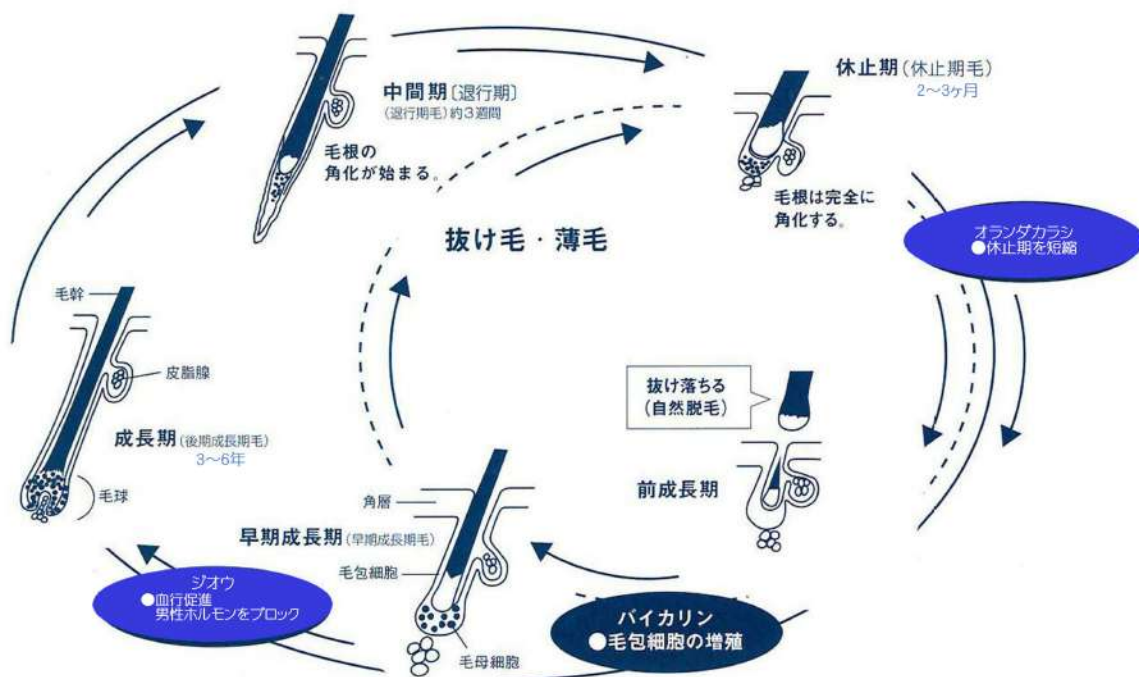 中間期〔退行期〕
(退行期毛)約3週間
毛根の
角化が始まる。
休止期(休止期毛)
2〜3ヶ月
毛根は完全に
角化する。
オランダカラシ
●休止期を短縮
抜け毛・薄毛
毛幹
皮脂腺
成長期(後期成長期毛)
3〜6年
毛球
抜け落ちる
(自然脱毛)
前成長期
角層
早期成長期(早期成長期毛)
毛包細胞
毛母細胞
ジオウ
●血行促進
男性ホルモンをブロック
バイカリン
●毛包細胞の増殖